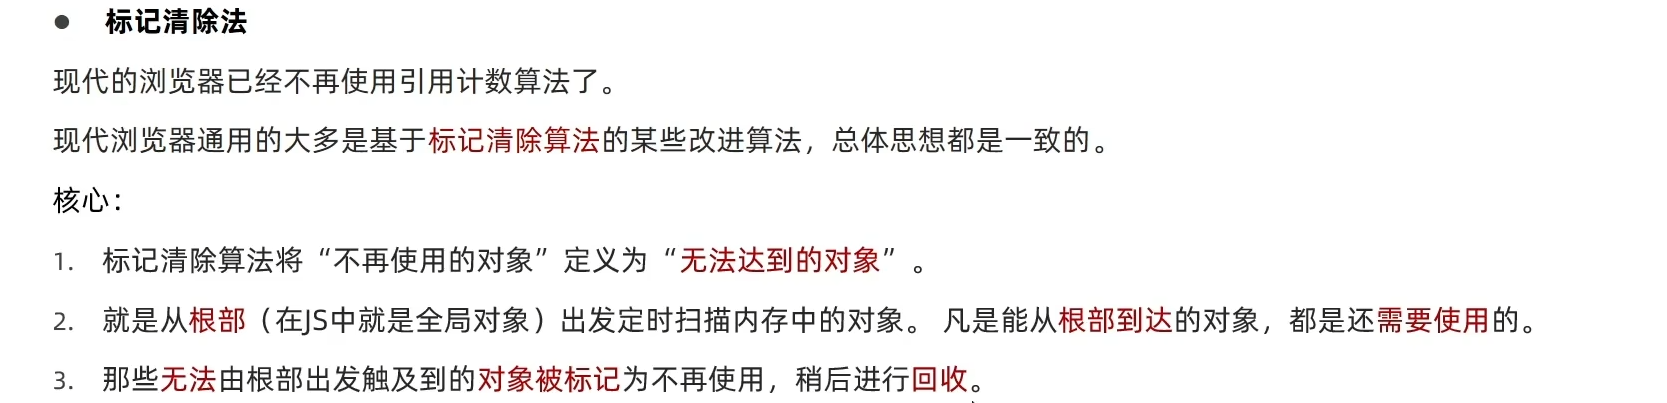 ● 标记清除法
现代的浏览器已经不再使用引用计数算法了。
现代浏览器通用的大多是基于标记清除算法的某些改进算法，总体思想都是一致的。
核心：
1. 标记清除算法将“不再使用的对象”定义为“无法达到的对象”。
2. 就是从根部（在JS中就是全局对象）出发定时扫描内存中的对象。 凡是能从根部到达的对象，都是还需要使用的。
3. 那些无法由根部出发触及到的对象被标记为不再使用，稍后进行回收。